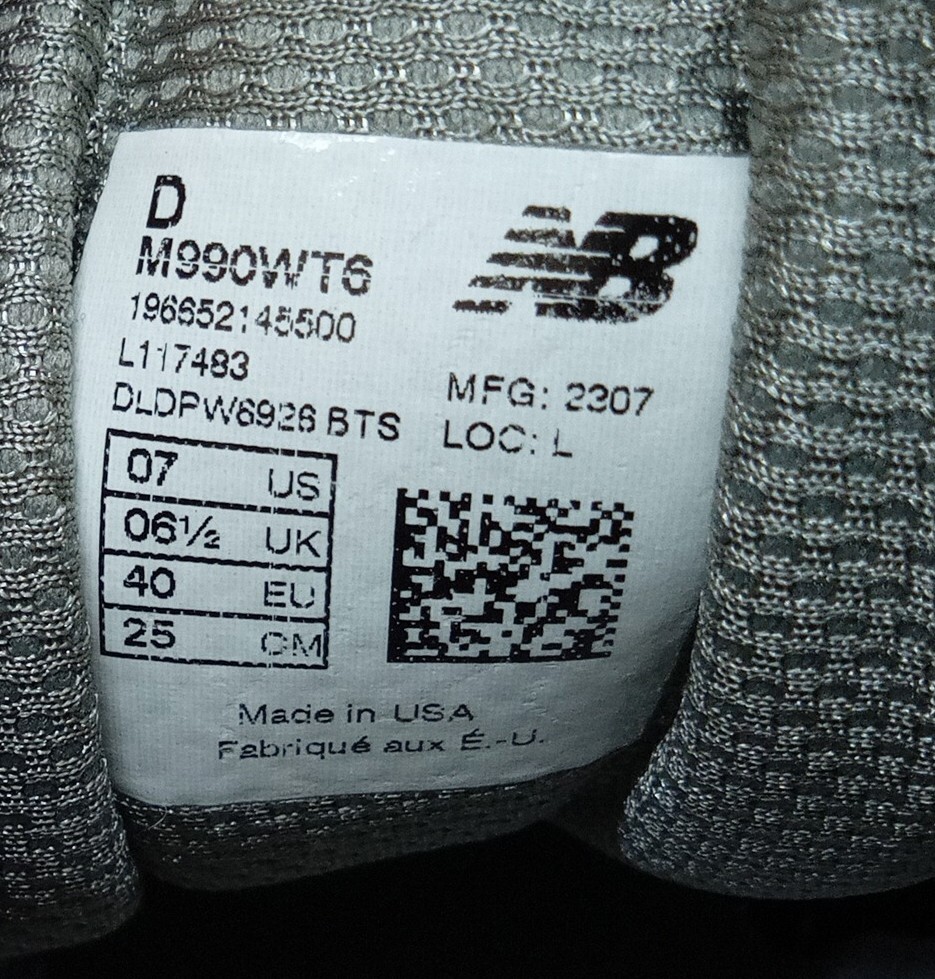 D
M990WT6
196652145500
L117483
DLDPW6926 BTS
NB
MFG: 2307
LOC: L
07 US
06½ UK
40 EU
25 CM
Made in USA
Fabriqué aux É.-U.